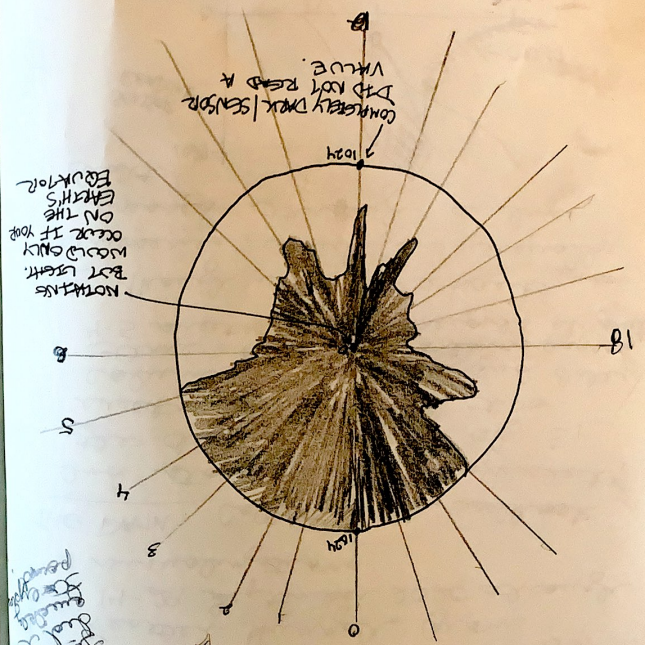 12
COMPLETELY DARK/SENSOR
DID NOT READ A
VALUE.
1024
NOTHING
BUT LIGHT.
WOULD ONLY
OCCUR IF YOUR
ON THE
EARTH'S
EQUATOR
18
6
5
4
3
2
1
0
1024